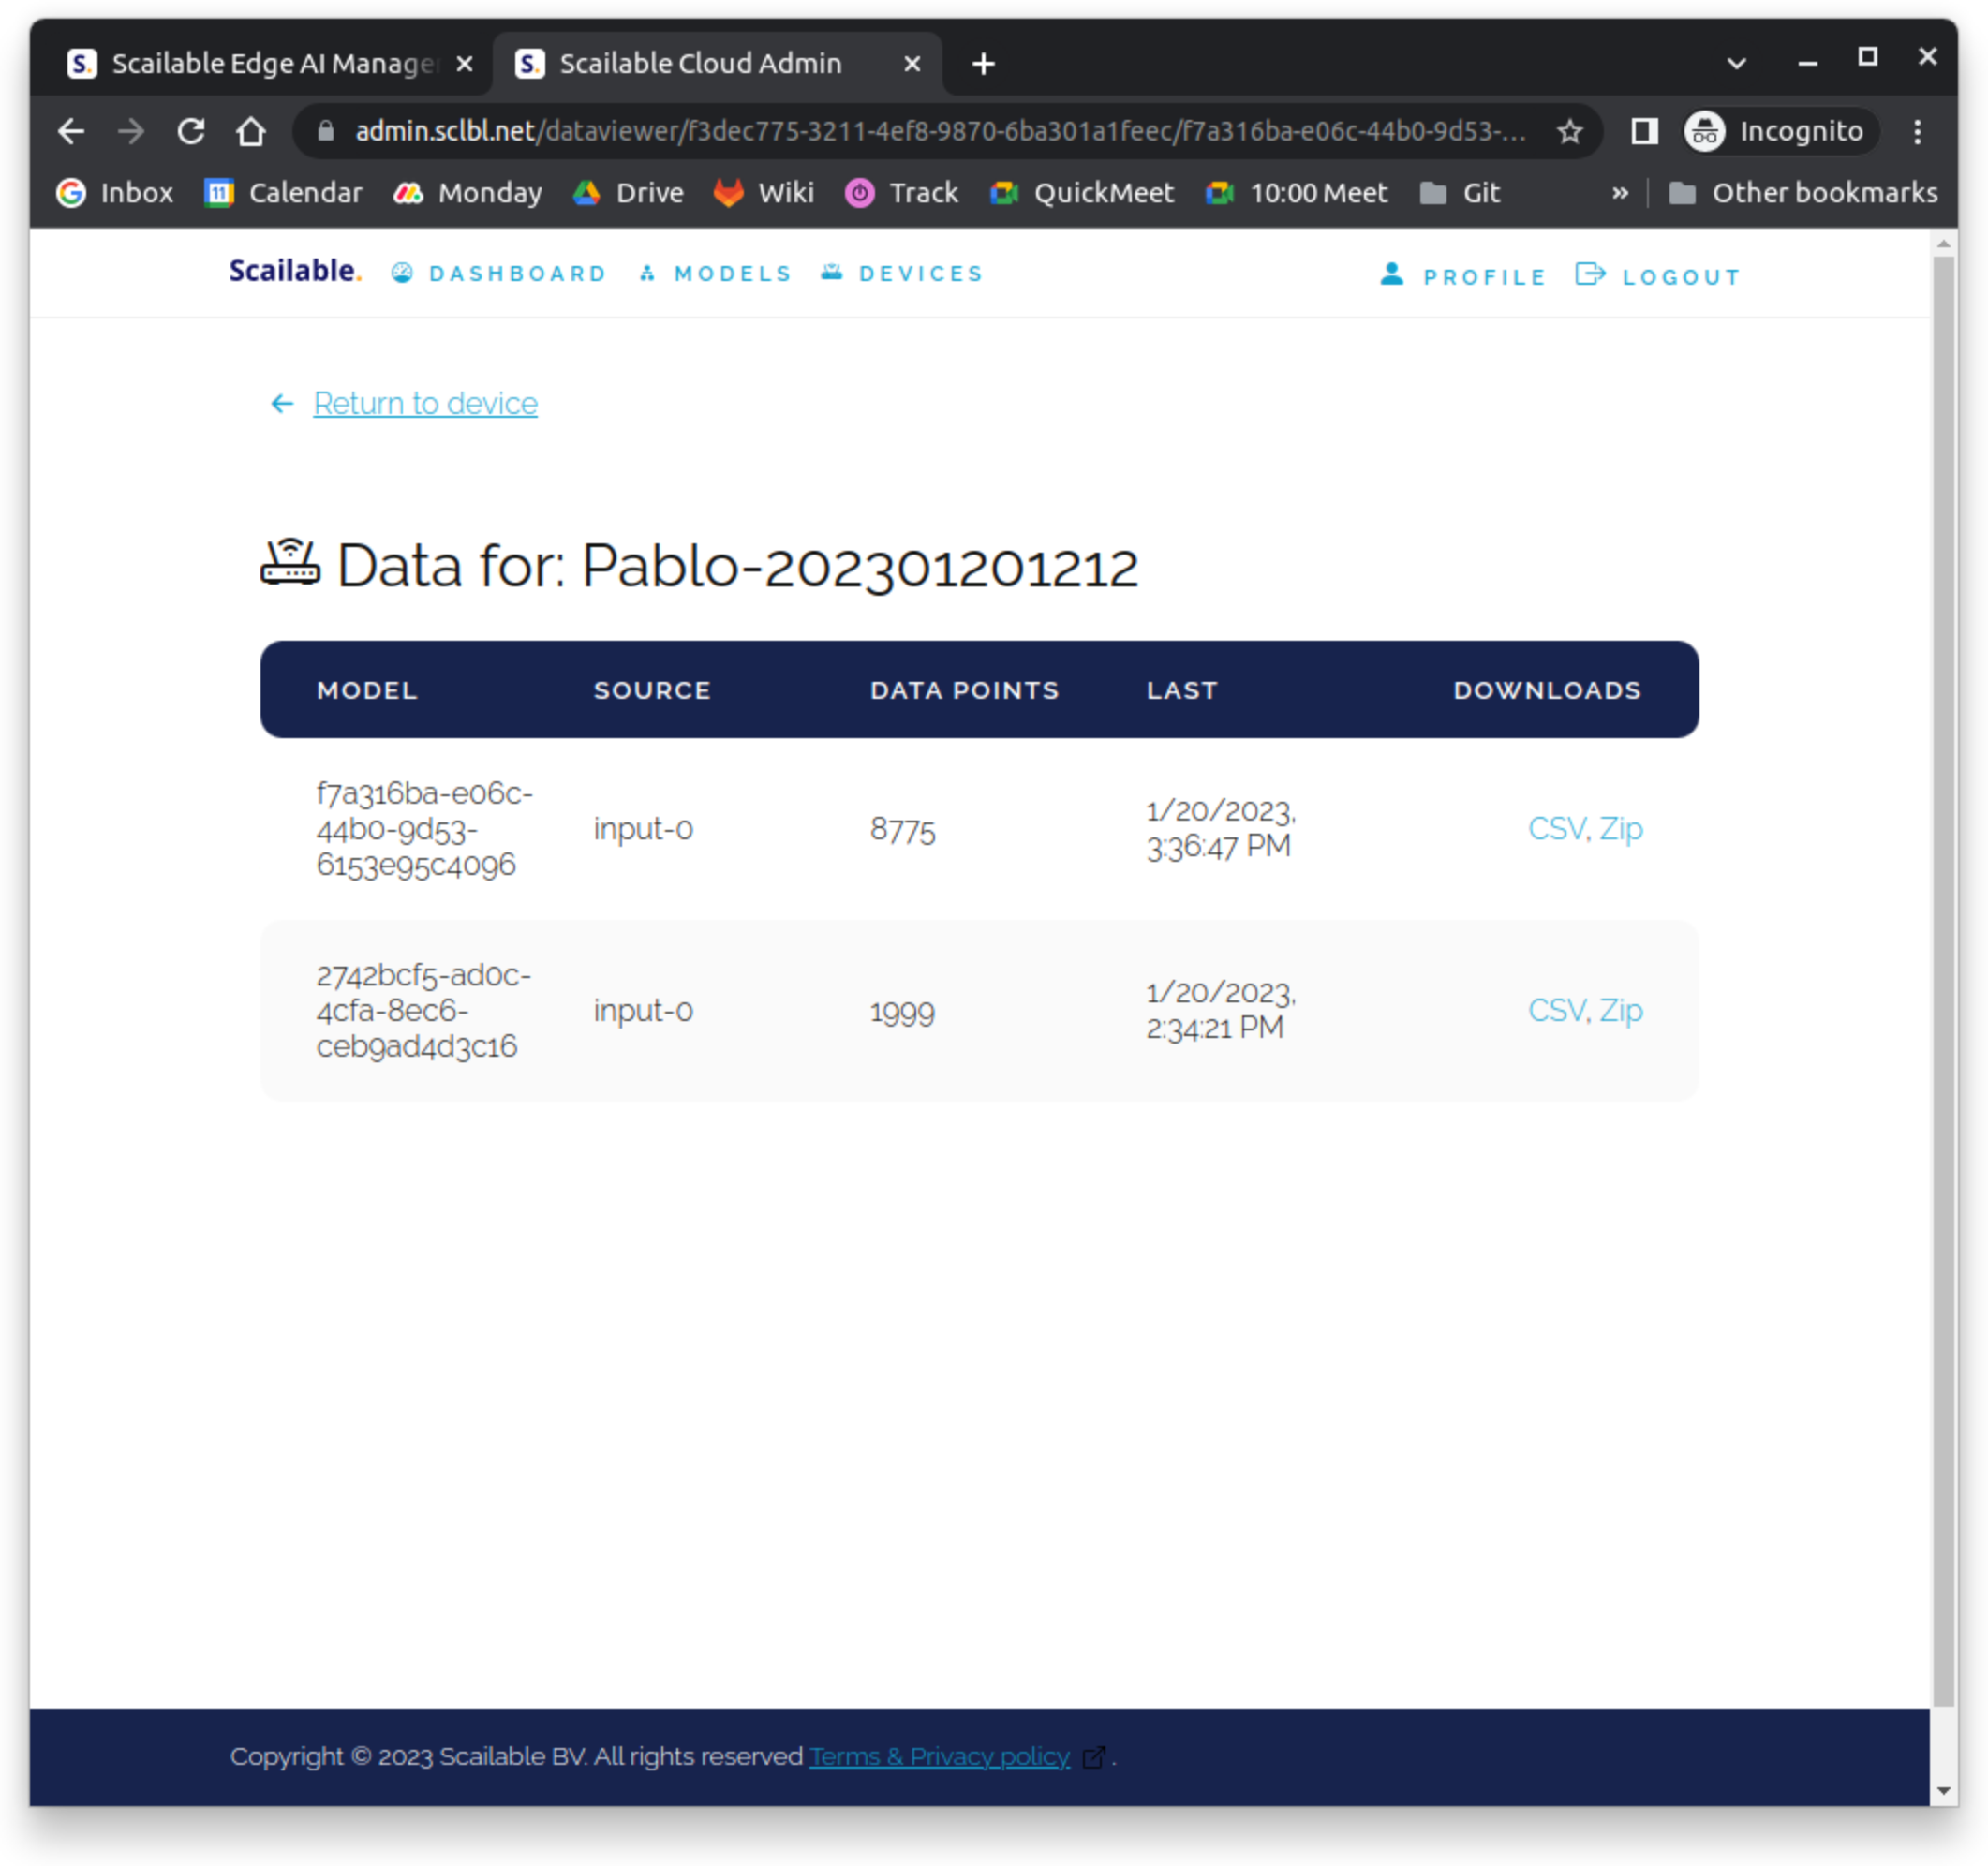 Scailable Edge AI Manage
Scailable Cloud Admin
admin.sclbl.net/dataviewer/f3dec775-3211-4ef8-9870-6ba301a1feec/f7a316ba-e06c-44b0-9d53-...
Incognito
Inbox
11 Calendar
Monday
Drive
Wiki
Track
QuickMeet
10:00 Meet
Git
»
Other bookmarks
Scailable.
DASHBOARD
MODELS
DEVICES
PROFILE
LOGOUT
← Return to device
Data for: Pablo-202301201212
MODEL SOURCE DATA POINTS LAST DOWNLOADS
f7a316ba-e06c-
44b0-9d53-
6153e95c4096
input-0
8775
1/20/2023,
3:36:47 PM
CSV, Zip
2742bcf5-ad0c-
4cfa-8ec6-
ceb9ad4d3c16
input-0
1999
1/20/2023,
2:34:21 PM
CSV, Zip
Copyright © 2023 Scailable BV. All rights reserved Terms & Privacy policy .